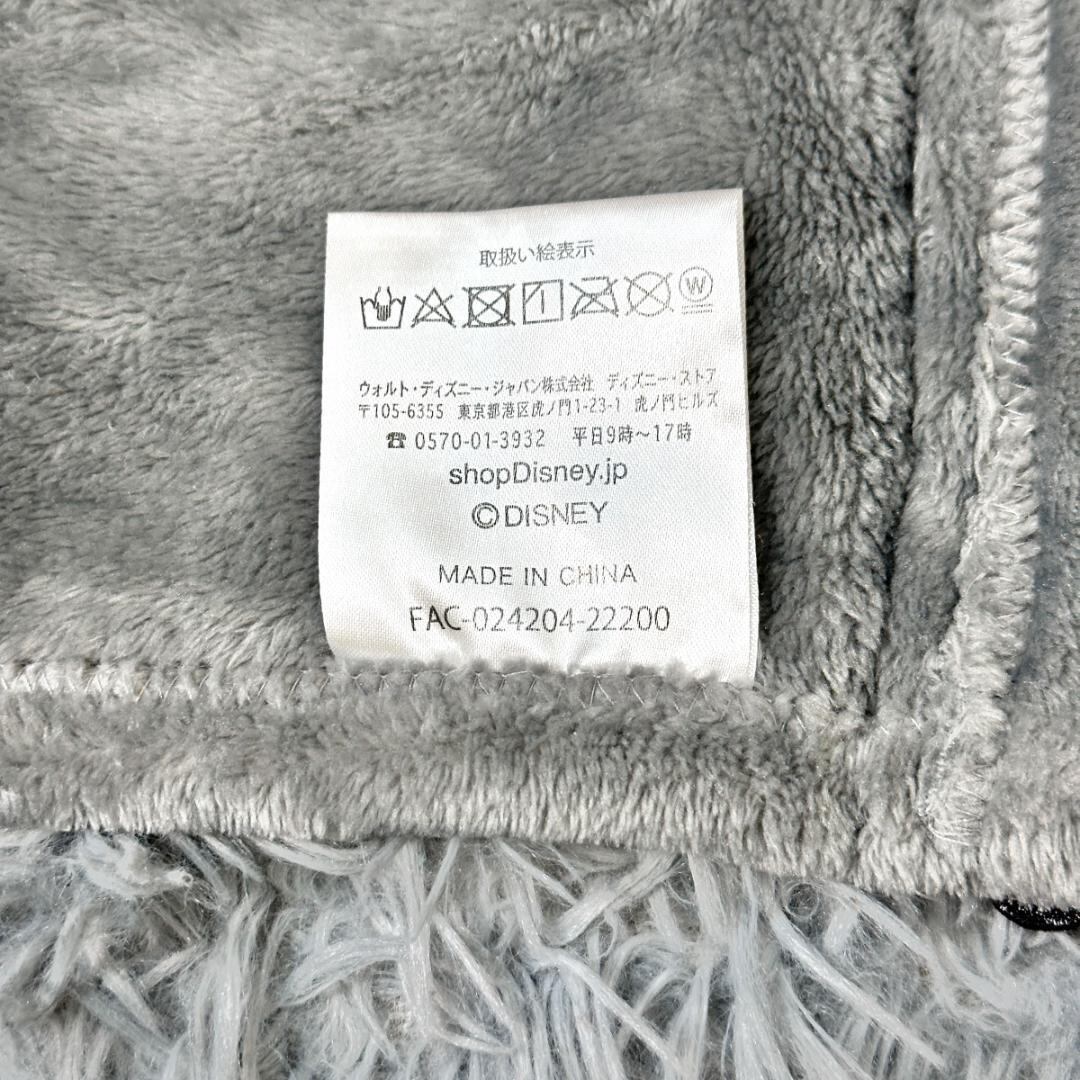 取扱い絵表示
W
ウォルト・ディズニー・ジャパン株式会社 ディズニー・ストア
〒105-6355 東京都港区虎ノ門1-23-1 虎ノ門ヒルズ
☎ 0570-01-3932 平日9時〜17時
shopDisney.jp
©DISNEY
MADE IN CHINA
FAC-024204-22200